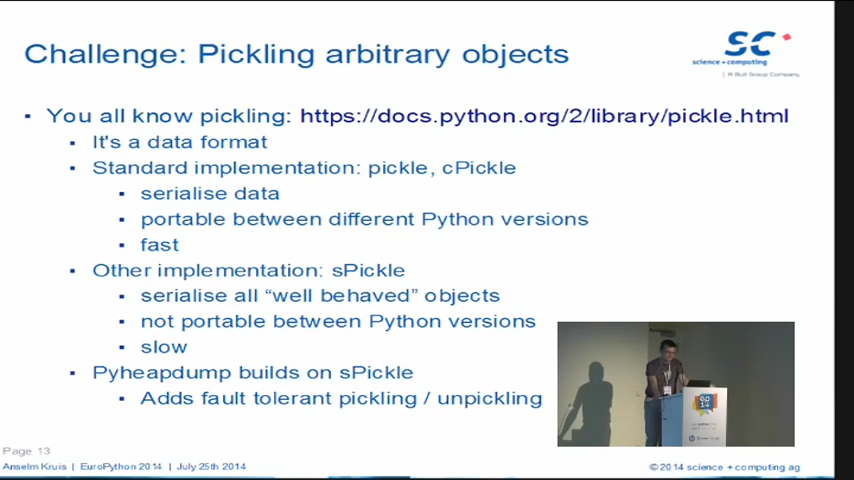 Challenge: Pickling arbitrary objects
SC
science + computing
A Bull Group Company
You all know pickling: https://docs.python.org/2/library/pickle.html
It's a data format
Standard implementation: pickle, cPickle
serialise data
portable between different Python versions
fast
Other implementation: sPickle
serialise all “well behaved” objects
not portable between Python versions
slow
Pyheapdump builds on sPickle
Adds fault tolerant pickling / unpickling
Page 13
Anselm Kruis | EuroPython 2014 | July 25th 2014
©2014 science + computing ag